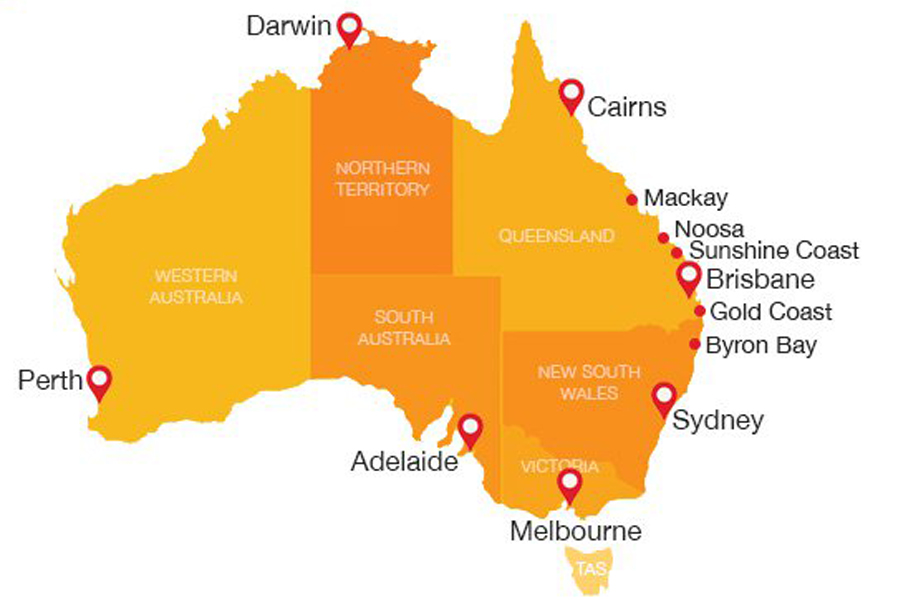 Darwin
Cairns
NORTHERN
TERRITORY
Mackay
Noosa
QUEENSLAND
Sunshine Coast
WESTERN
AUSTRALIA
Brisbane
Gold Coast
SOUTH
AUSTRALIA
Byron Bay
NEW SOUTH
WALES
Perth
Sydney
Adelaide
VICTORIA
Melbourne
TAS